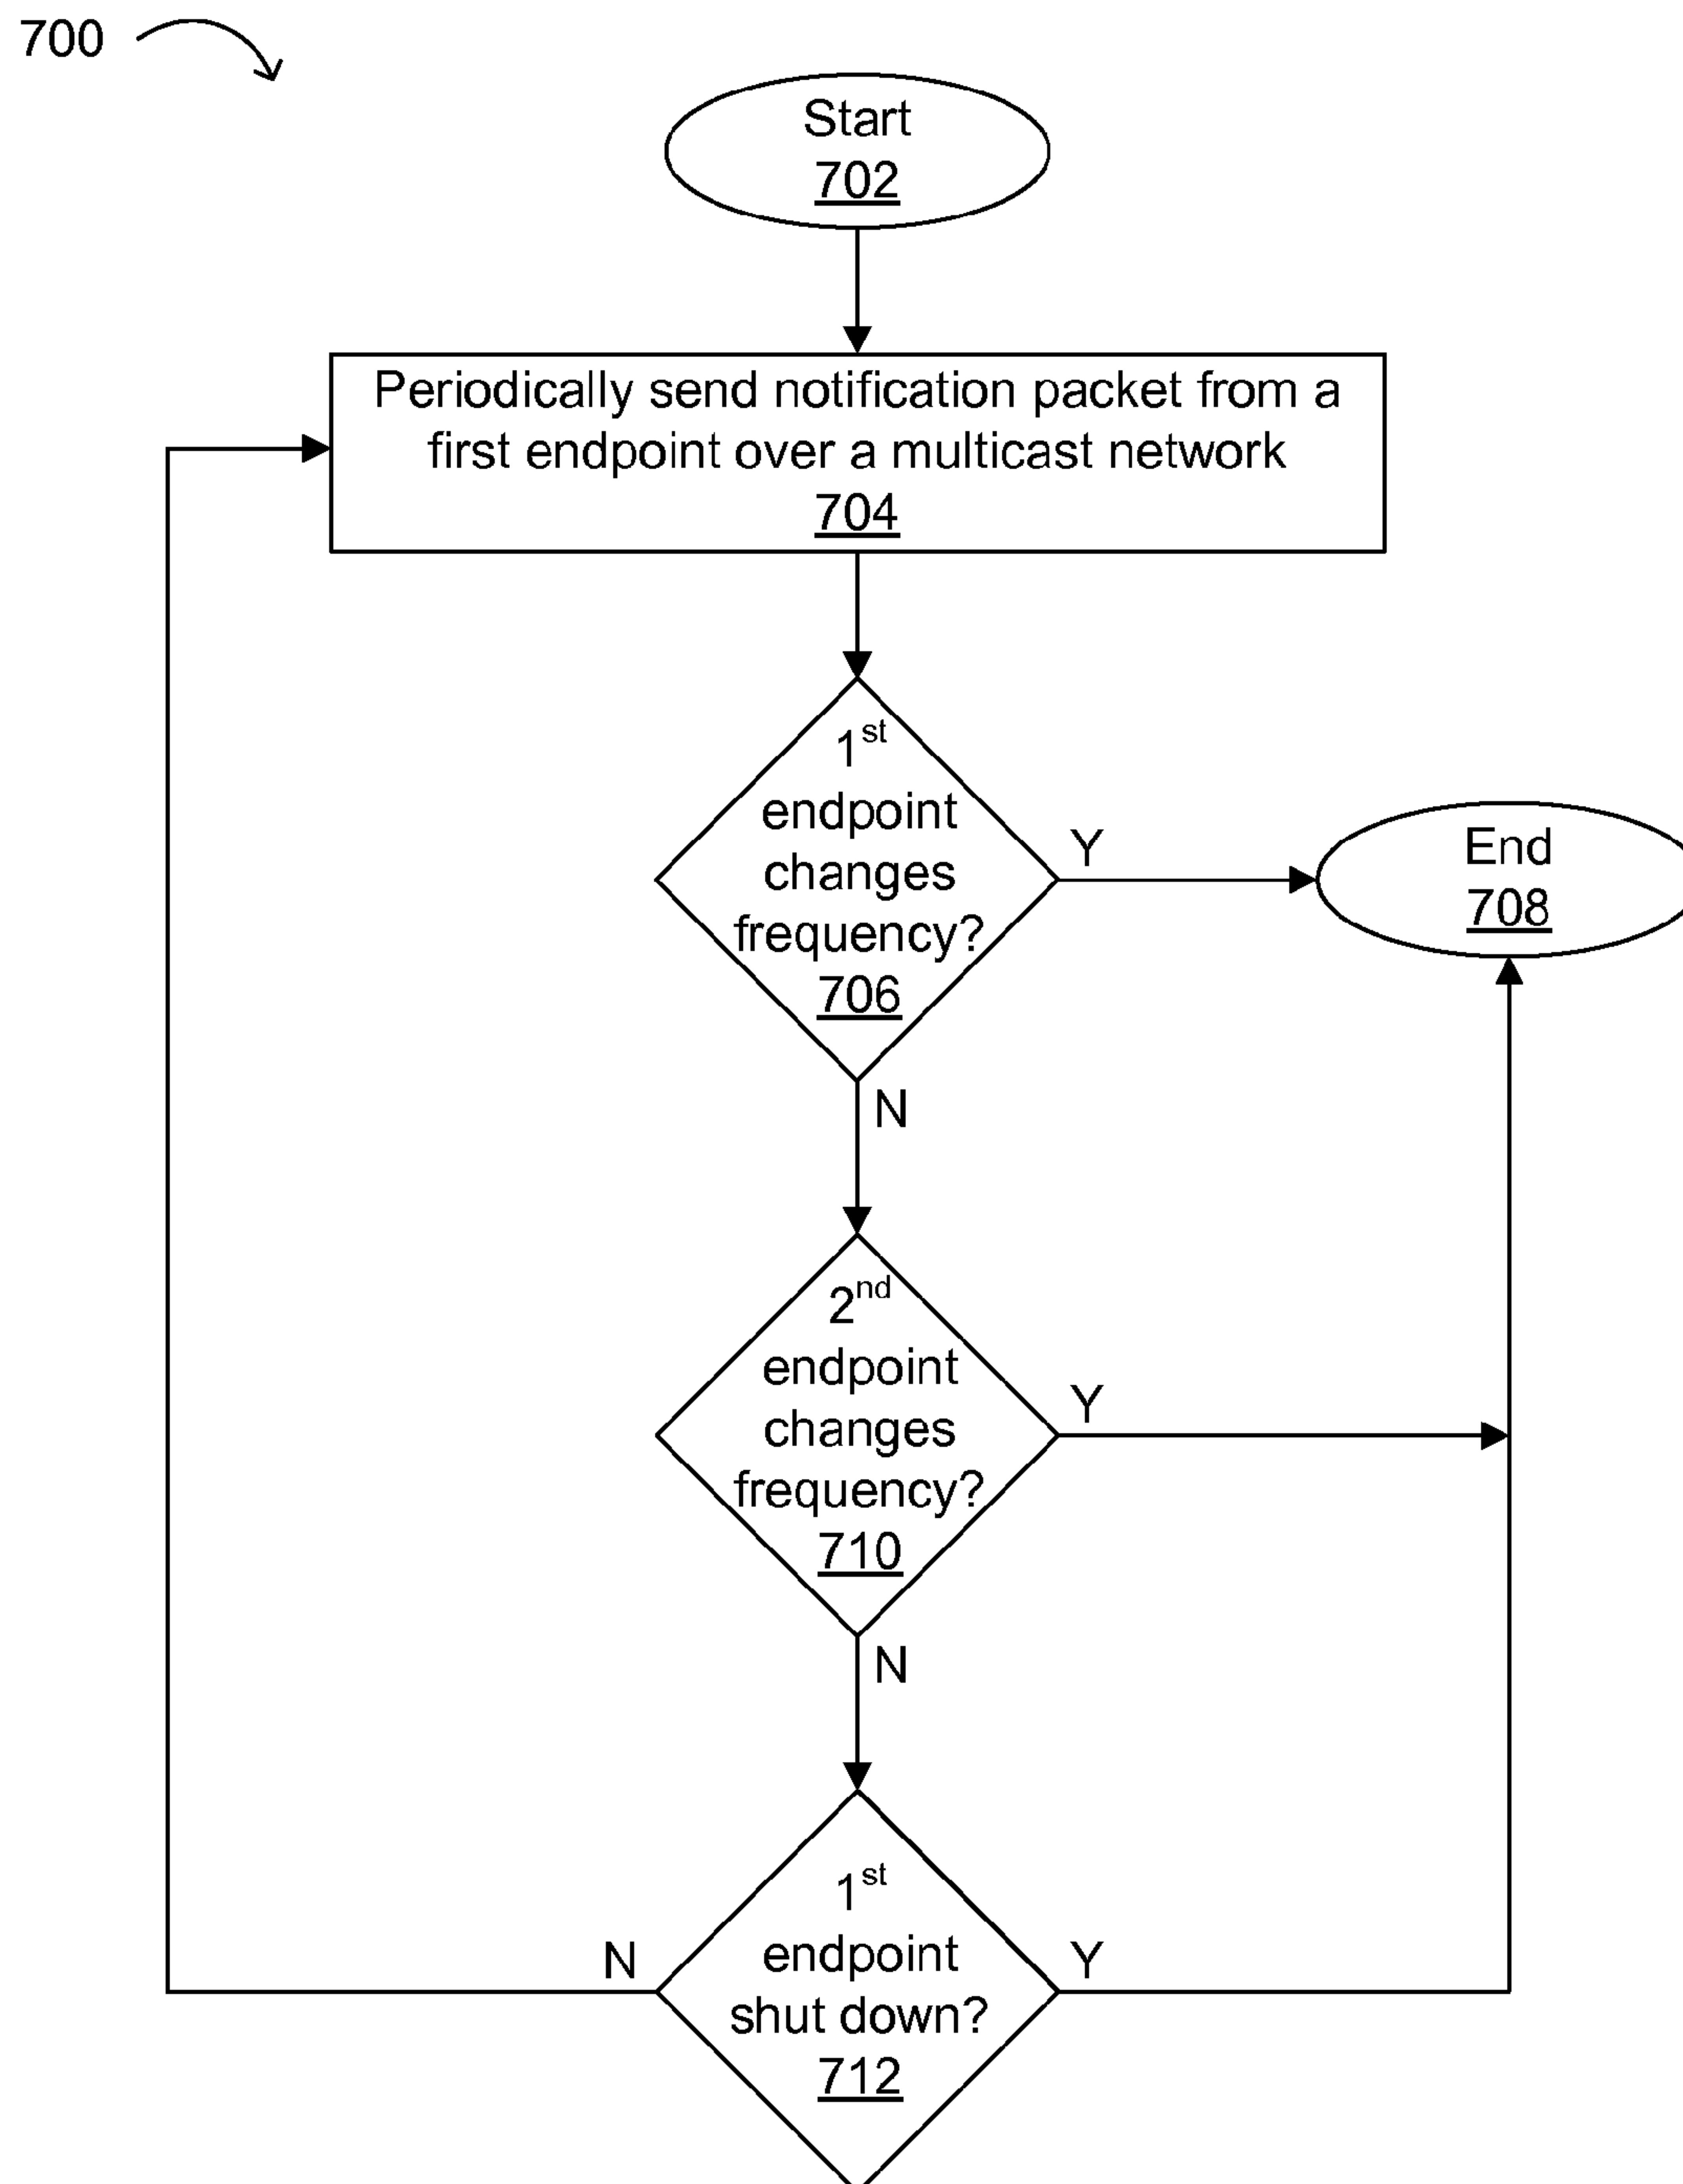 700
Start
702
Periodically send notification packet from a
first endpoint over a multicast network
704
1st
endpoint
changes
frequency?
706
Y
End
708
N
2nd
endpoint
changes
frequency?
710
Y
N
1st
endpoint
shut down?
712
N
Y